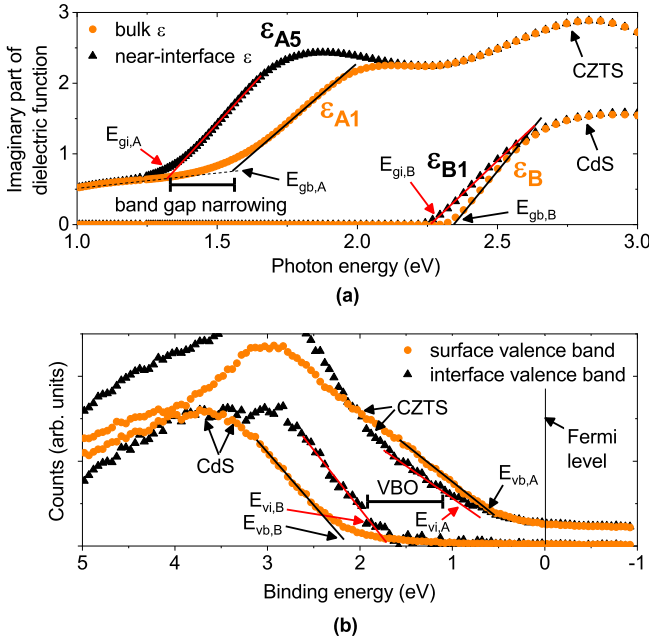 3
2
1
0
Imaginary part of
dielectric function
bulk ε
near-interface ε
εA5
εA1
εB1
εB
CZTS
CdS
Egi,A
Egb,A
Egi,B
Egb,B
band gap narrowing
1.0 1.5 2.0 2.5 3.0
Photon energy (eV)
(a)
Counts (arb. units)
surface valence band
interface valence band
CZTS
CdS
Fermi
level
VBO
Evb,A
Evi,B
Evi,A
Evb,B
5 4 3 2 1 0 -1
Binding energy (eV)
(b)